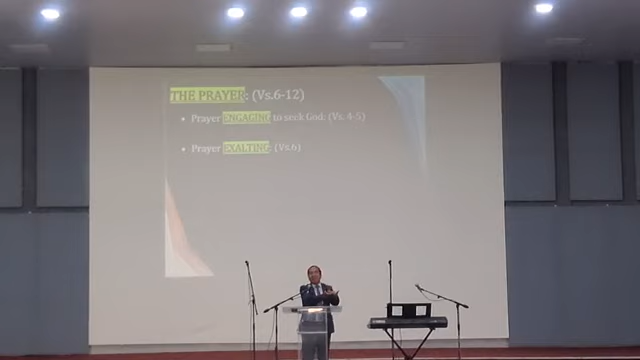 THE PRAYER: (Vs.6-12)
• Prayer ENGAGING to seek God: (Vs. 4-5)
• Prayer EXALTING: (Vs.6)